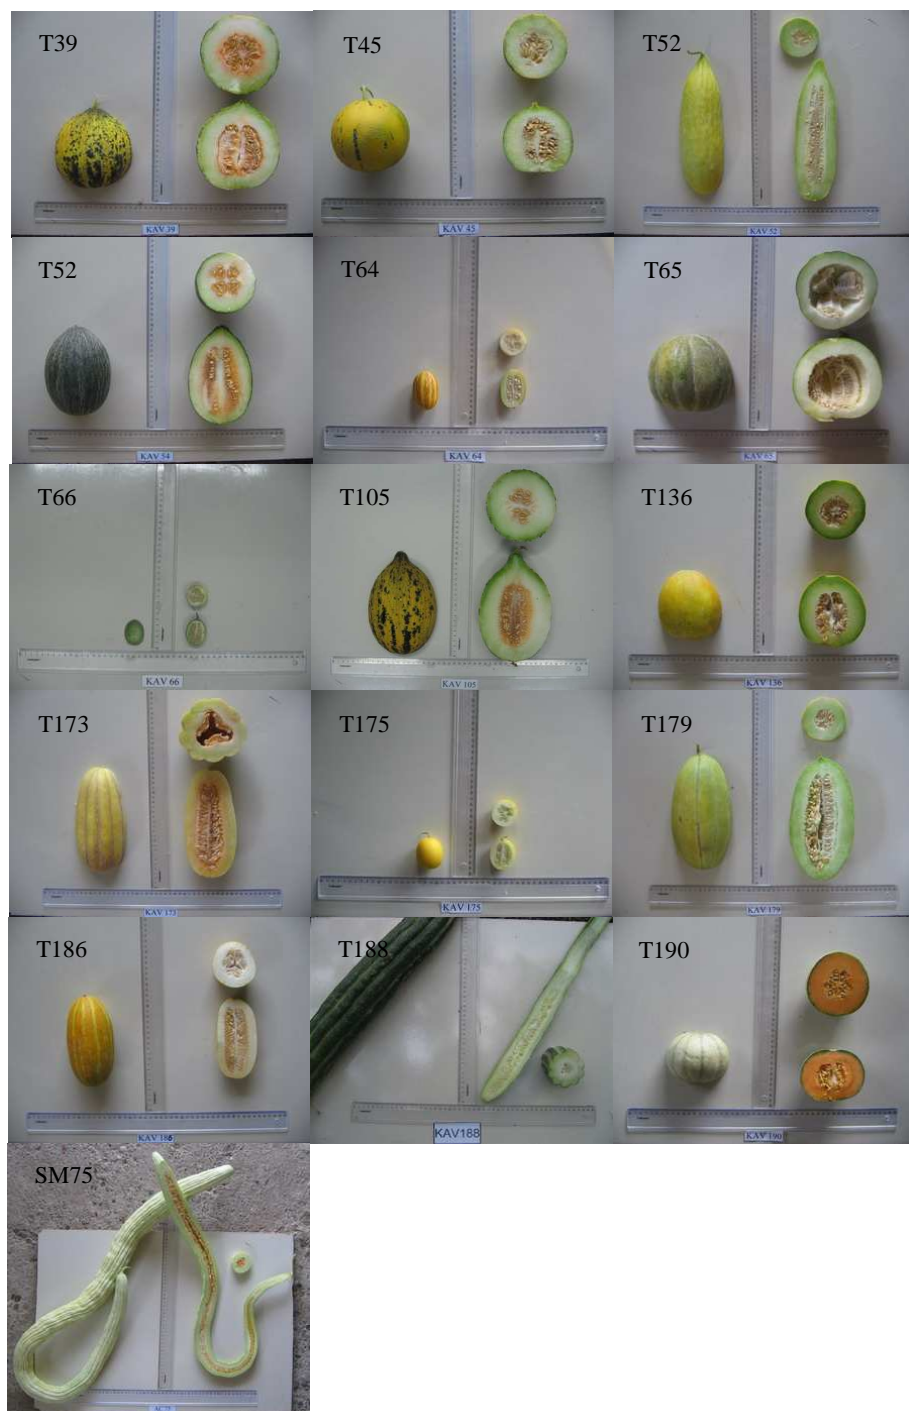 T39
T45
T52
KAV 39
KAV 45
KAV 52
T52
T64
T65
KAV 54
KAV 64
KAV 65
T66
T105
T136
KAV 66
KAV 105
KAV 136
T173
T175
T179
KAV 173
KAV 175
KAV 179
T186
T188
T190
KAV 186
KAV188
KAV 190
SM75